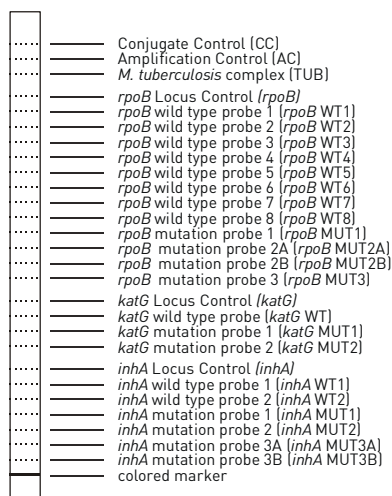 Conjugate Control (CC)
Amplification Control (AC)
M. tuberculosis complex (TUB)
rpoB Locus Control (rpoB)
rpoB wild type probe 1 (rpoB WT1)
rpoB wild type probe 2 (rpoB WT2)
rpoB wild type probe 3 (rpoB WT3)
rpoB wild type probe 4 (rpoB WT4)
rpoB wild type probe 5 (rpoB WT5)
rpoB wild type probe 6 (rpoB WT6)
rpoB wild type probe 7 (rpoB WT7)
rpoB wild type probe 8 (rpoB WT8)
rpoB mutation probe 1 (rpoB MUT1)
rpoB mutation probe 2A (rpoB MUT2A)
rpoB mutation probe 2B (rpoB MUT2B)
rpoB mutation probe 3 (rpoB MUT3)
katG Locus Control (katG)
katG wild type probe (katG WT)
katG mutation probe 1 (katG MUT1)
katG mutation probe 2 (katG MUT2)
inhA Locus Control (inhA)
inhA wild type probe 1 (inhA WT1)
inhA wild type probe 2 (inhA WT2)
inhA mutation probe 1 (inhA MUT1)
inhA mutation probe 2 (inhA MUT2)
inhA mutation probe 3A (inhA MUT3A)
inhA mutation probe 3B (inhA MUT3B)
colored marker